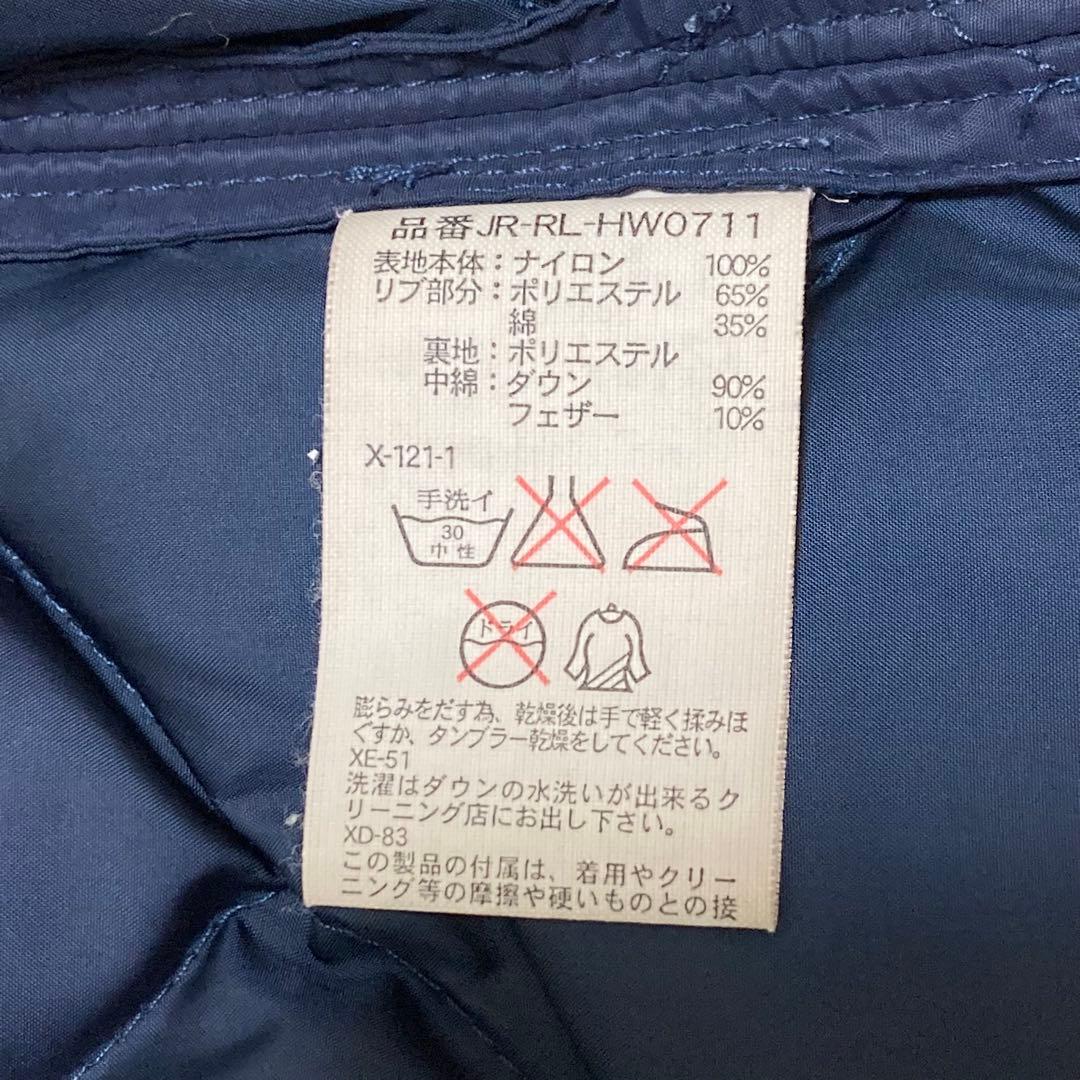 品番JR-RL-HW0711
表地本体：ナイロン 100%
リブ部分：ポリエステル 65%
綿 35%
裏地：ポリエステル
中綿：ダウン 90%
フェザー 10%
X-121-1
手洗イ
30
中性
ドライ
膨らみをだす為、乾燥後は手で軽く揉みほ
ぐすか、タンブラー乾燥をしてください。
XE-51
洗濯はダウンの水洗いが出来るク
リーニング店にお出し下さい。
XD-83
この製品の付属は、着用やクリー
ニング等の摩擦や硬いものとの接